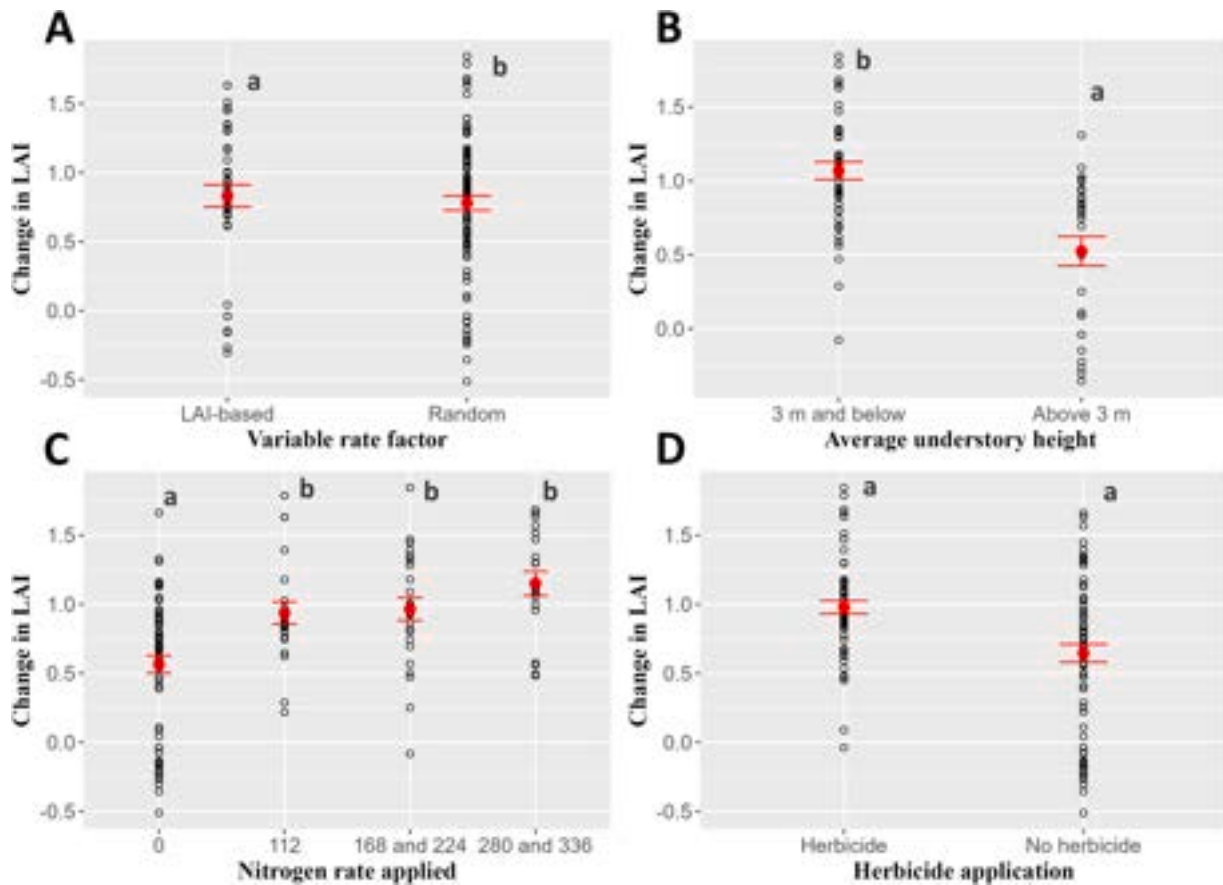 A
Change in LAI
1.5
1.0
0.5
0.0
-0.5
a
b
LAI-based
Random
Variable rate factor
B
Change in LAI
1.5
1.0
0.5
0.0
b
a
3 m and below
Above 3 m
Average understory height
C
Change in LAI
1.5
1.0
0.5
0.0
-0.5
a
b
b
b
0
112
168 and 224
280 and 336
Nitrogen rate applied
D
Change in LAI
1.5
1.0
0.5
0.0
-0.5
a
a
Herbicide
No herbicide
Herbicide application